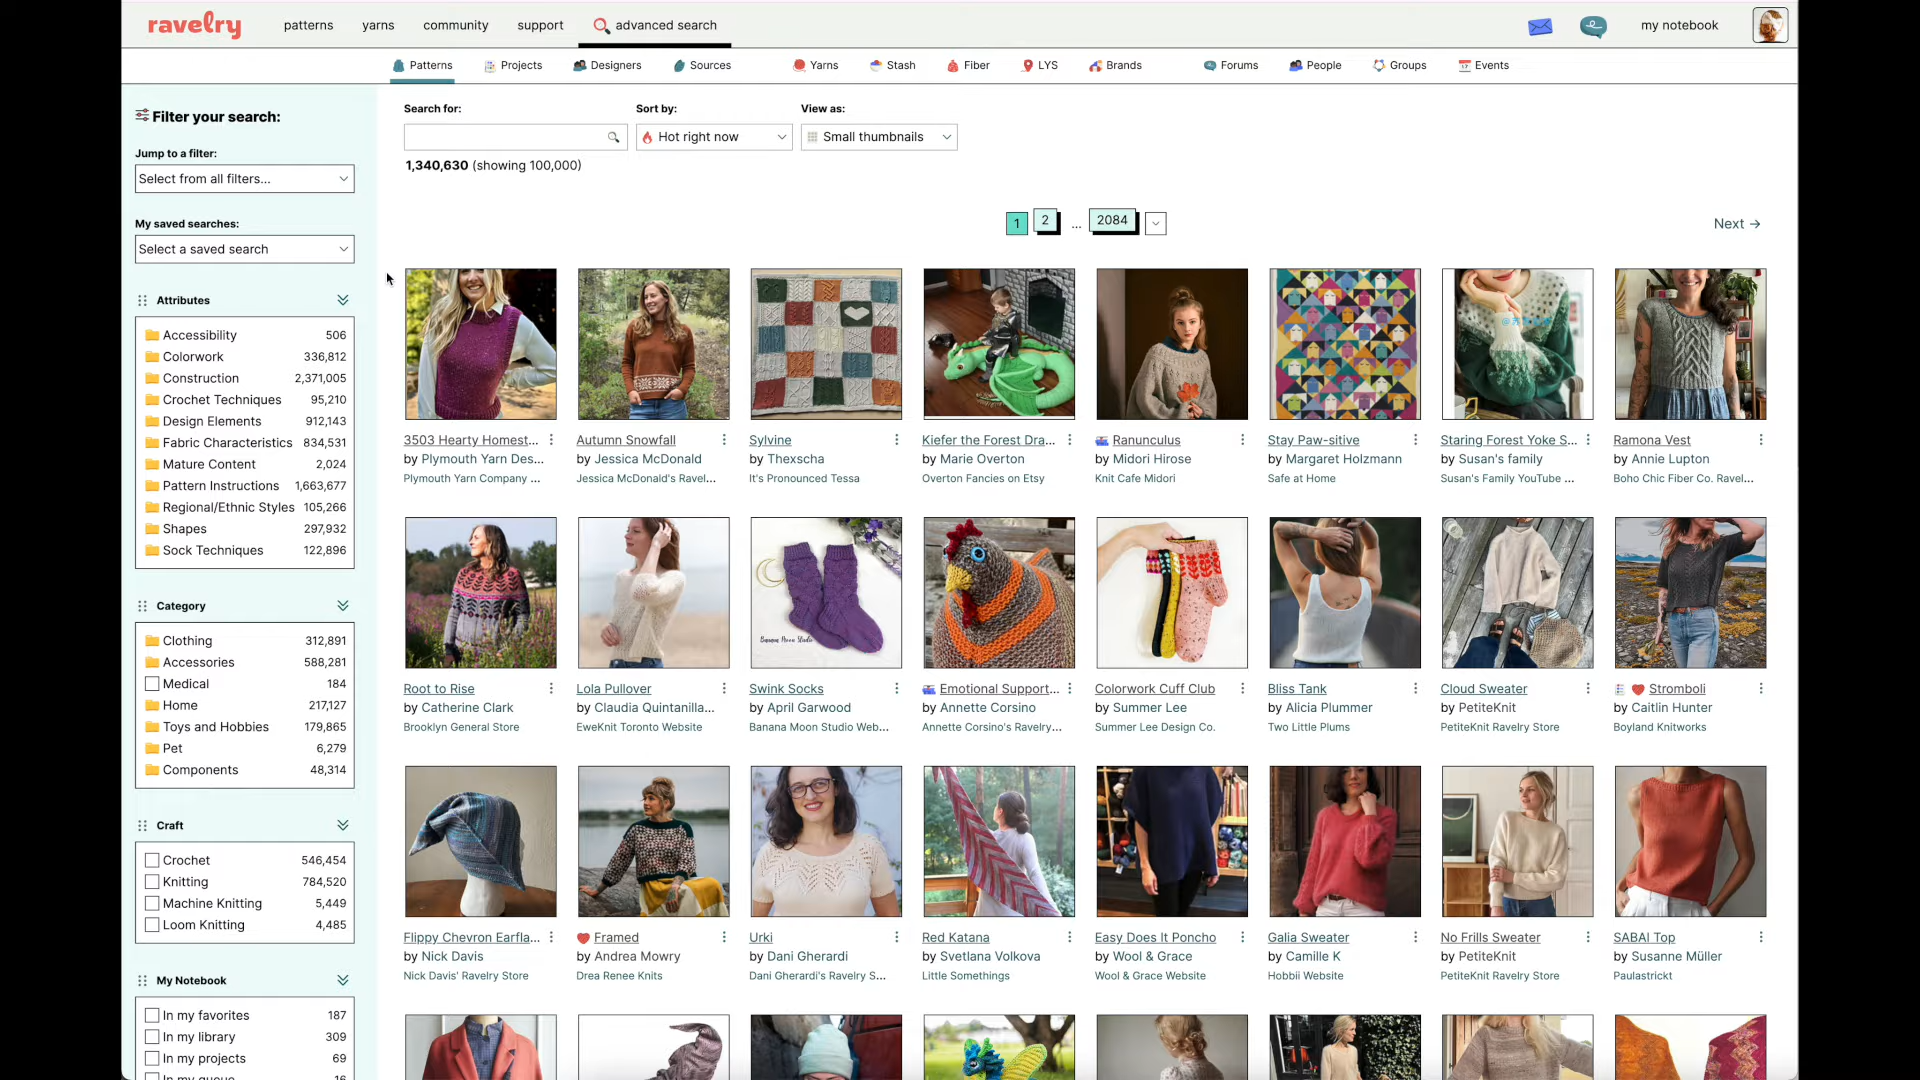 ravelry
patterns
yarns
community
support
advanced search
my notebook
Patterns
Projects
Designers
Sources
Yarns
Stash
Fiber
LYS
Brands
Forums
People
Groups
Events
Filter your search:
Jump to a filter:
Select from all filters...
My saved searches:
Select a saved search
Attributes
Accessibility 506
Colorwork 336,812
Construction 2,371,005
Crochet Techniques 95,210
Design Elements 912,143
Fabric Characteristics 834,531
Mature Content 2,024
Pattern Instructions 1,663,677
Regional/Ethnic Styles 105,266
Shapes 297,932
Sock Techniques 122,896
Category
Clothing 312,891
Accessories 588,281
Medical 184
Home 217,127
Toys and Hobbies 179,865
Pet 6,279
Components 48,314
Craft
Crochet 546,454
Knitting 784,520
Machine Knitting 5,449
Loom Knitting 4,485
My Notebook
In my favorites 187
In my library 309
In my projects 69
Search for:
Sort by:
View as:
Hot right now
Small thumbnails
1,340,630 (showing 100,000)
1 2 ... 2084
Next →
3503 Hearty Homest...
by Plymouth Yarn Des...
Plymouth Yarn Company ...
Autumn Snowfall
by Jessica McDonald
Jessica McDonald's Ravel...
Sylvine
by Thexscha
It's Pronounced Tessa
Kiefer the Forest Dra...
by Marie Overton
Overton Fancies on Etsy
Ranunculus
by Midori Hirose
Knit Cafe Midori
Stay Paw-sitive
by Margaret Holzmann
Safe at Home
Staring Forest Yoke S...
by Susan's family
Susan's Family YouTube ...
Ramona Vest
by Annie Lupton
Boho Chic Fiber Co. Ravel...
Root to Rise
by Catherine Clark
Brooklyn General Store
Lola Pullover
by Claudia Quintanilla...
EweKnit Toronto Website
Banana Moon Studio
Swink Socks
by April Garwood
Banana Moon Studio Web...
Emotional Support...
by Annette Corsino
Annette Corsino's Ravelry...
Colorwork Cuff Club
by Summer Lee
Summer Lee Design Co.
Bliss Tank
by Alicia Plummer
Two Little Plums
Cloud Sweater
by PetiteKnit
PetiteKnit Ravelry Store
Stromboli
by Caitlin Hunter
Boyland Knitworks
Flippy Chevron Earfla...
by Nick Davis
Nick Davis' Ravelry Store
Framed
by Andrea Mowry
Drea Renee Knits
Urki
by Dani Gherardi
Dani Gherardi's Ravelry S...
Red Katana
by Svetlana Volkova
Little Somethings
Easy Does It Poncho
by Wool & Grace
Wool & Grace Website
Galia Sweater
by Camille K
Hobbii Website
No Frills Sweater
by PetiteKnit
PetiteKnit Ravelry Store
SABAI Top
by Susanne Müller
Paulastrickt